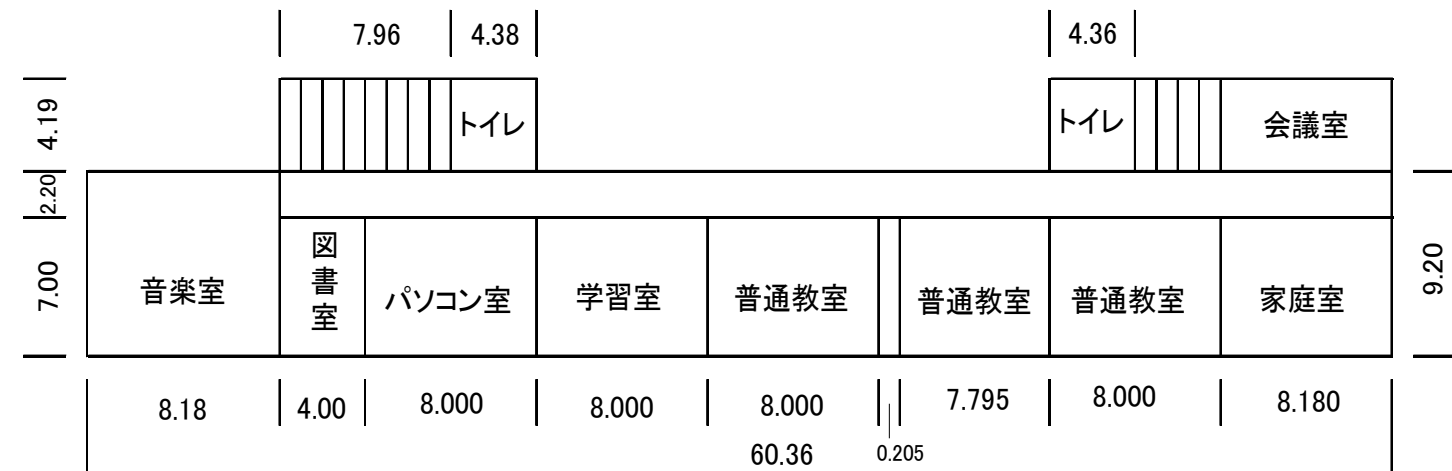 7.96 4.38 4.36
4.19 トイレ トイレ 会議室
2.20
7.00 音楽室 図書室 パソコン室 学習室 普通教室 普通教室 普通教室 家庭室 9.20
8.18 4.00 8.000 8.000 8.000 7.795 8.000 8.180
60.36 0.205